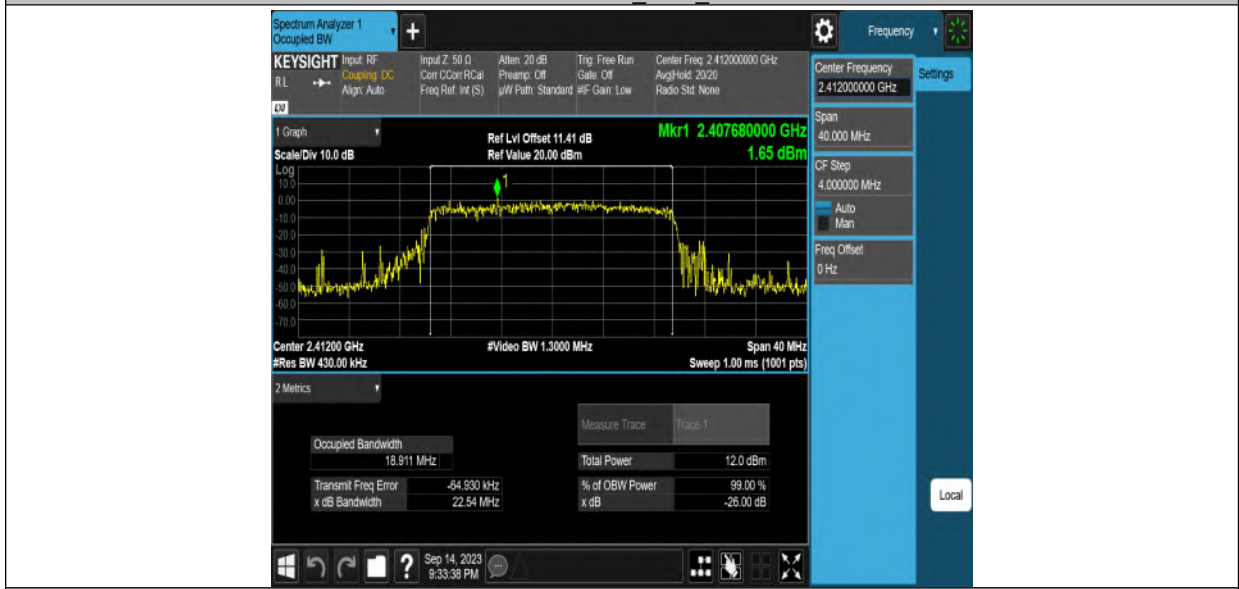 Spectrum Analyzer 1
Occupied BW
+
Frequency
KEYSIGHT
R L
LXI
Input: RF
Coupling: DC
Align: Auto
Input Z: 50 Ω
Corr CCorr RCal
Freq Ref: Int (S)
Atten: 20 dB
Preamp: Off
µW Path: Standard
Trig: Free Run
Gate: Off
#IF Gain: Low
Center Freq: 2.412000000 GHz
Avg|Hold: 20/20
Radio Std: None
Center Frequency
2.412000000 GHz
Settings
Span
40.000 MHz
CF Step
4.000000 MHz
Auto
Man
Freq Offset
0 Hz
1 Graph
Scale/Div 10.0 dB
Log
Ref Lvl Offset 11.41 dB
Ref Value 20.00 dBm
Mkr1 2.407680000 GHz
1.65 dBm
1
10.0
0.00
-10.0
-20.0
-30.0
-40.0
-50.0
-60.0
-70.0
Center 2.41200 GHz
#Res BW 430.00 kHz
#Video BW 1.3000 MHz
Span 40 MHz
Sweep 1.00 ms (1001 pts)
2 Metrics
Measure Trace Trace 1
Occupied Bandwidth
18.911 MHz
Total Power 12.0 dBm
Transmit Freq Error -64.930 kHz
% of OBW Power 99.00 %
x dB Bandwidth 22.54 MHz
x dB -26.00 dB
Local
?
Sep 14, 2023
9:33:38 PM